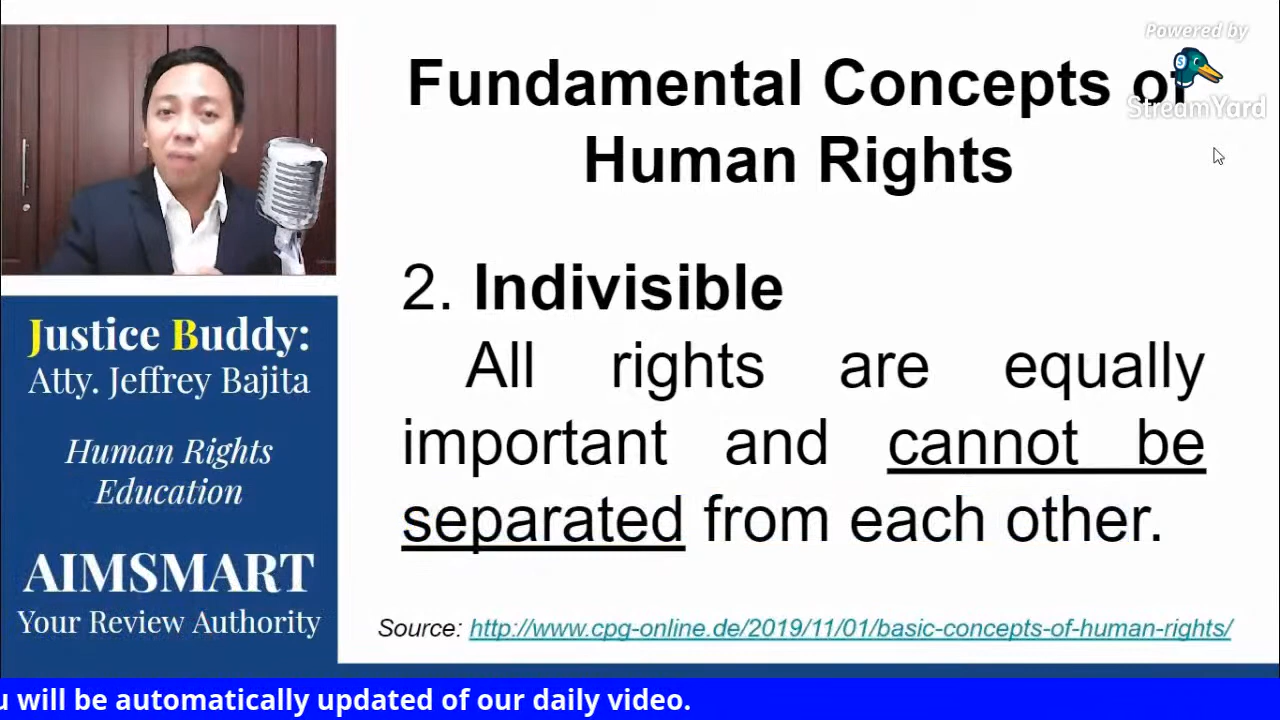 Powered by
StreamYard
Fundamental Concepts of
Human Rights
2. Indivisible
All rights are equally
important and cannot be
separated from each other.
Source: http://www.cpg-online.de/2019/11/01/basic-concepts-of-human-rights/
Justice Buddy:
Atty. Jeffrey Bajita
Human Rights
Education
AIMSMART
Your Review Authority
will be automatically updated of our daily video.